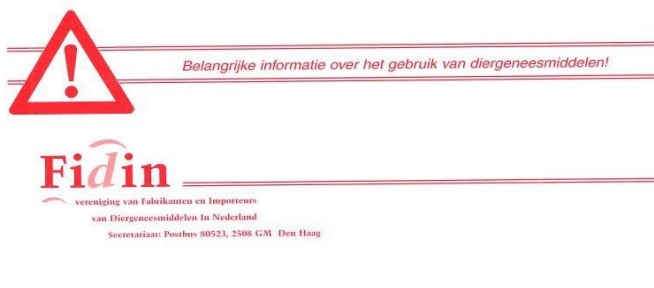 !
Belangrijke informatie over het gebruik van diergeneesmiddelen!
Fidin
vereniging van Fabrikanten en Importeurs
van Diergeneesmiddelen In Nederland
Secretariaat: Postbus 80523, 2508 GM Den Haag